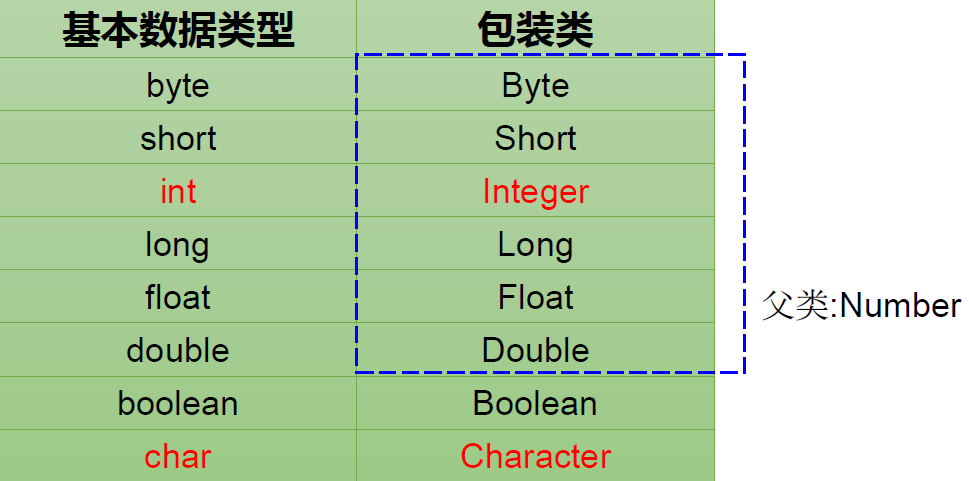 基本数据类型 包装类
byte Byte
short Short
int Integer
long Long
float Float
父类:Number
double Double
boolean Boolean
char Character